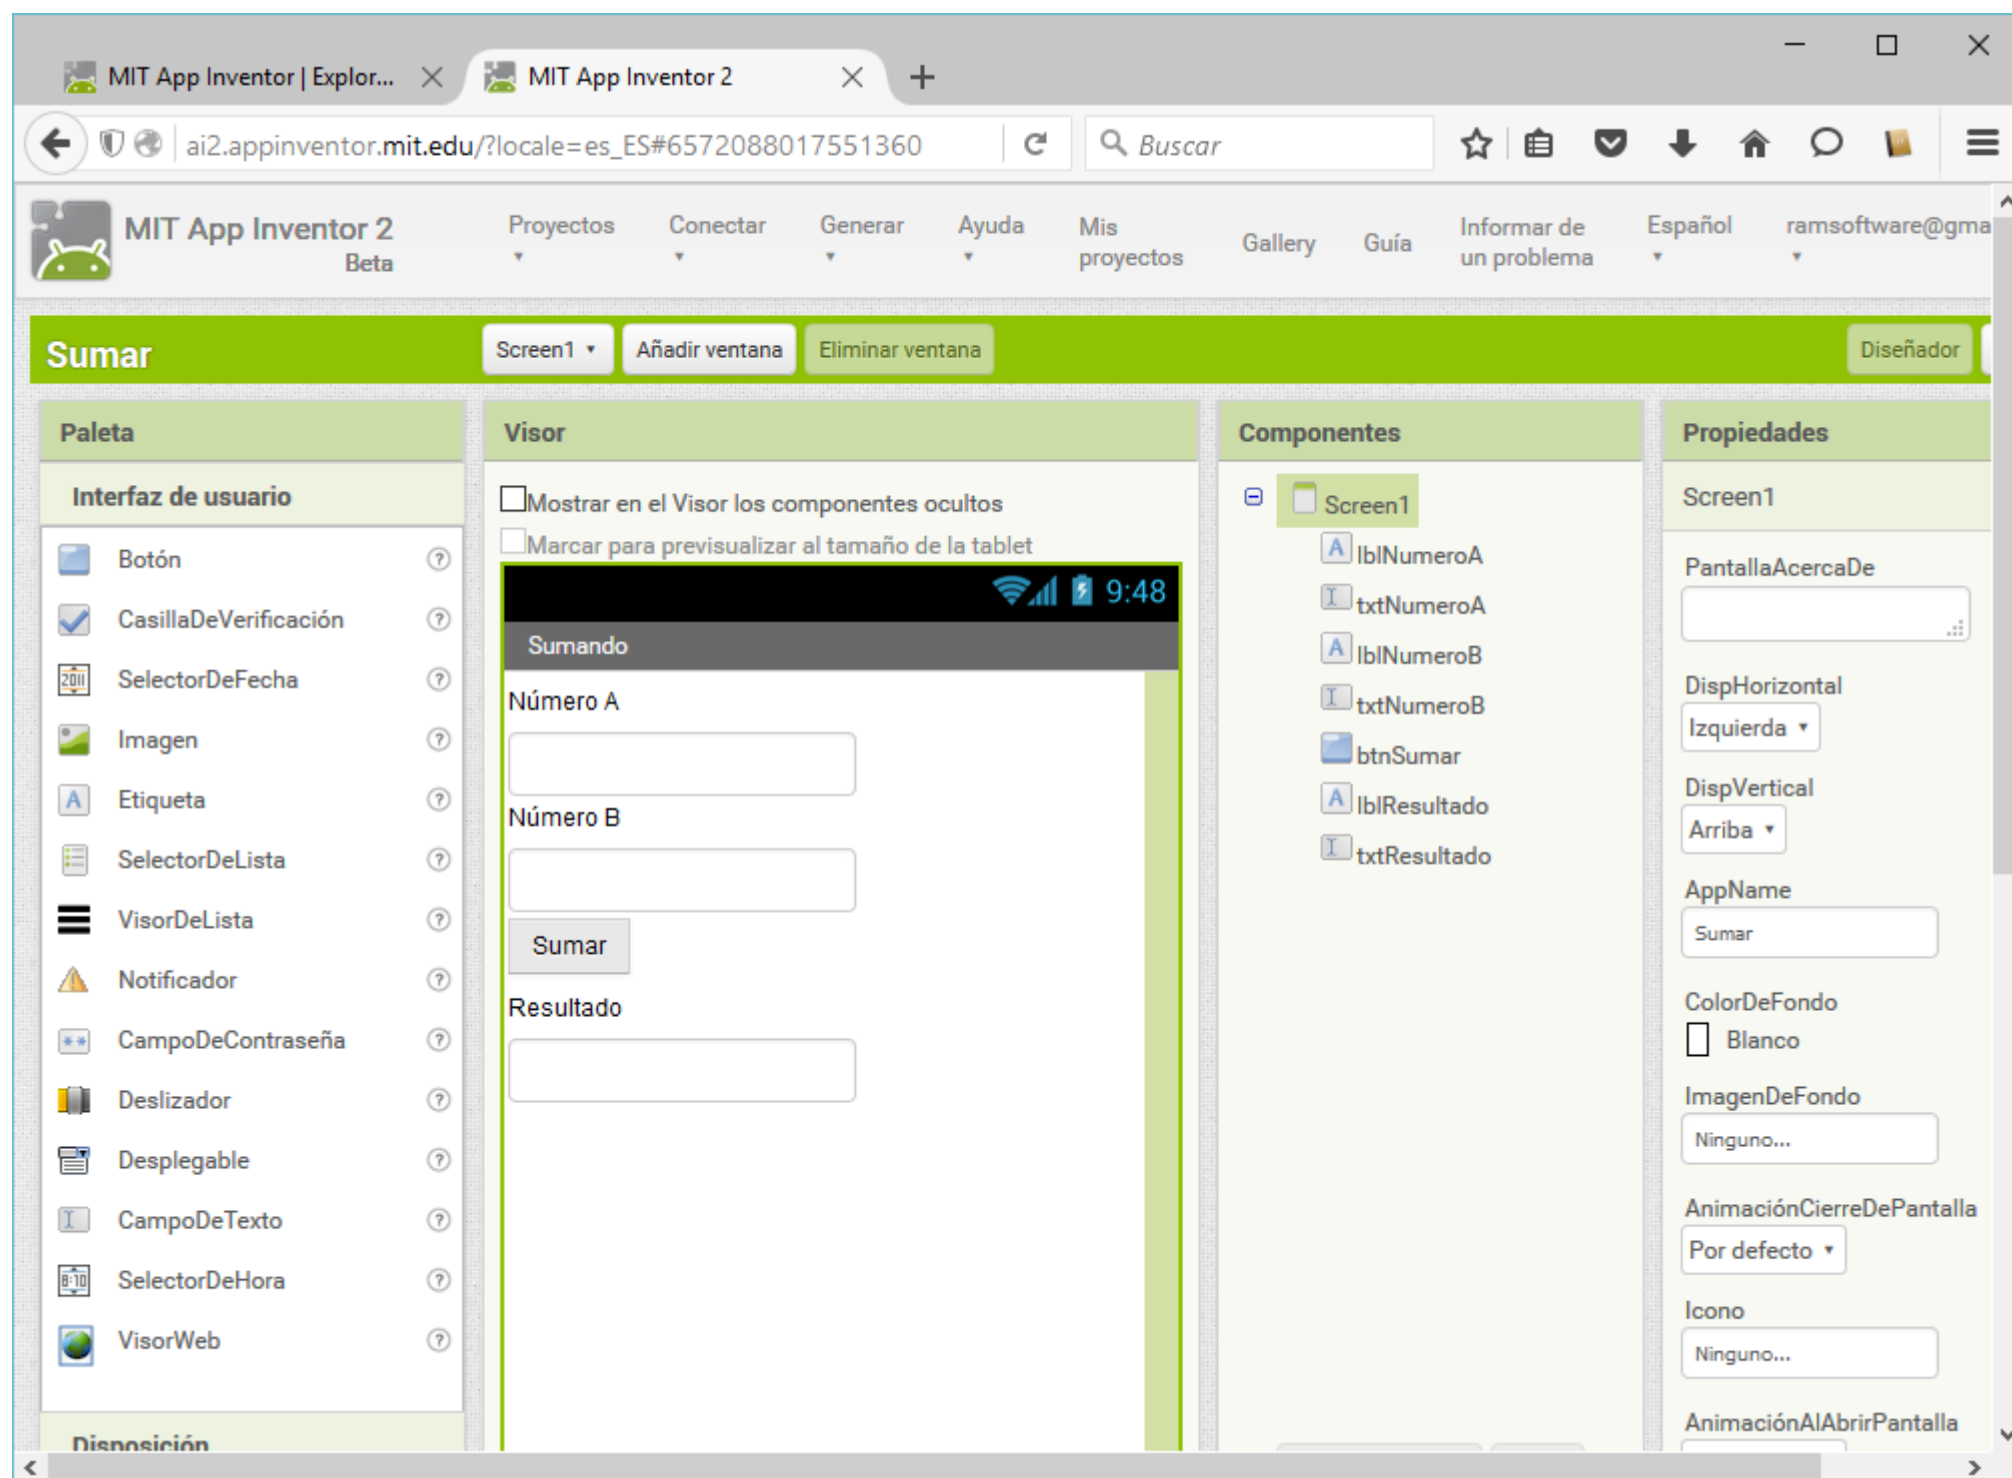 MIT App Inventor | Explor...
MIT App Inventor 2
ai2.appinventor.mit.edu/?locale=es_ES#6572088017551360
Buscar
MIT App Inventor 2
Beta
Proyectos
Conectar
Generar
Ayuda
Mis
proyectos
Gallery
Guía
Informar de
un problema
Español
ramsoftware@gma
Sumar
Screen1
Añadir ventana
Eliminar ventana
Diseñador
Paleta
Interfaz de usuario
Botón
CasillaDeVerificación
SelectorDeFecha
Imagen
Etiqueta
SelectorDeLista
VisorDeLista
Notificador
CampoDeContraseña
Deslizador
Desplegable
CampoDeTexto
SelectorDeHora
VisorWeb
Disposición
Visor
Mostrar en el Visor los componentes ocultos
Marcar para previsualizar al tamaño de la tablet
9:48
Sumando
Número A
Número B
Sumar
Resultado
Componentes
Screen1
lblNumeroA
txtNumeroA
lblNumeroB
txtNumeroB
btnSumar
lblResultado
txtResultado
Propiedades
Screen1
PantallaAcercaDe
DispHorizontal
Izquierda
DispVertical
Arriba
AppName
Sumar
ColorDeFondo
Blanco
ImagenDeFondo
Ninguno...
AnimaciónCierreDePantalla
Por defecto
Icono
Ninguno...
AnimaciónAlAbrirPantalla